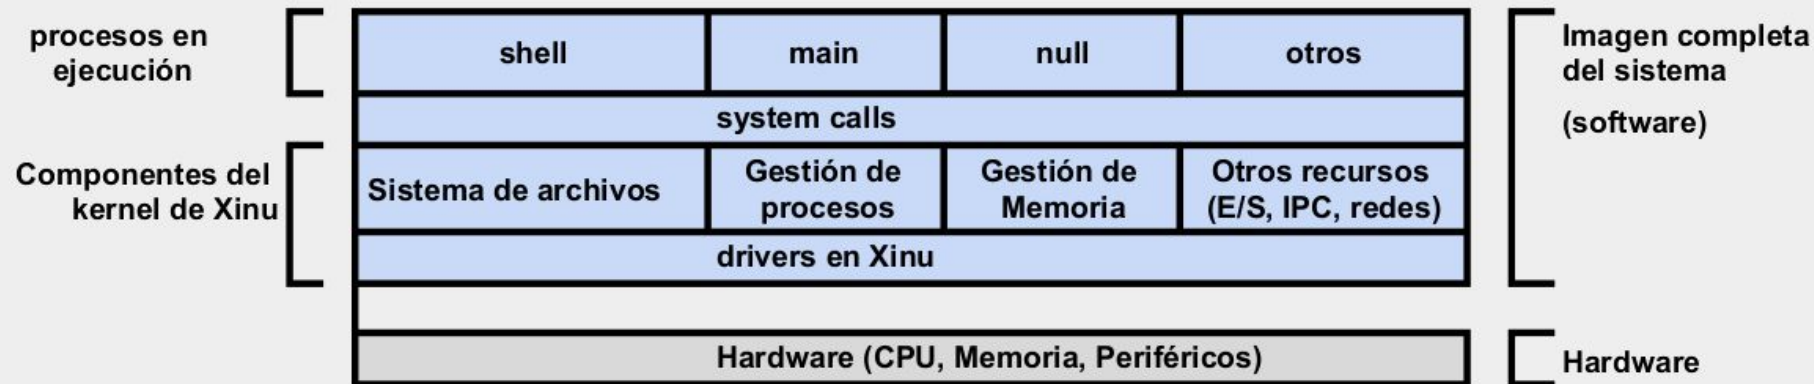 procesos en
ejecución
shell
main
null
otros
Imagen completa
del sistema
(software)
system calls
Componentes del
kernel de Xinu
Sistema de archivos
Gestión de
procesos
Gestión de
Memoria
Otros recursos
(E/S, IPC, redes)
drivers en Xinu
Hardware (CPU, Memoria, Periféricos)
Hardware